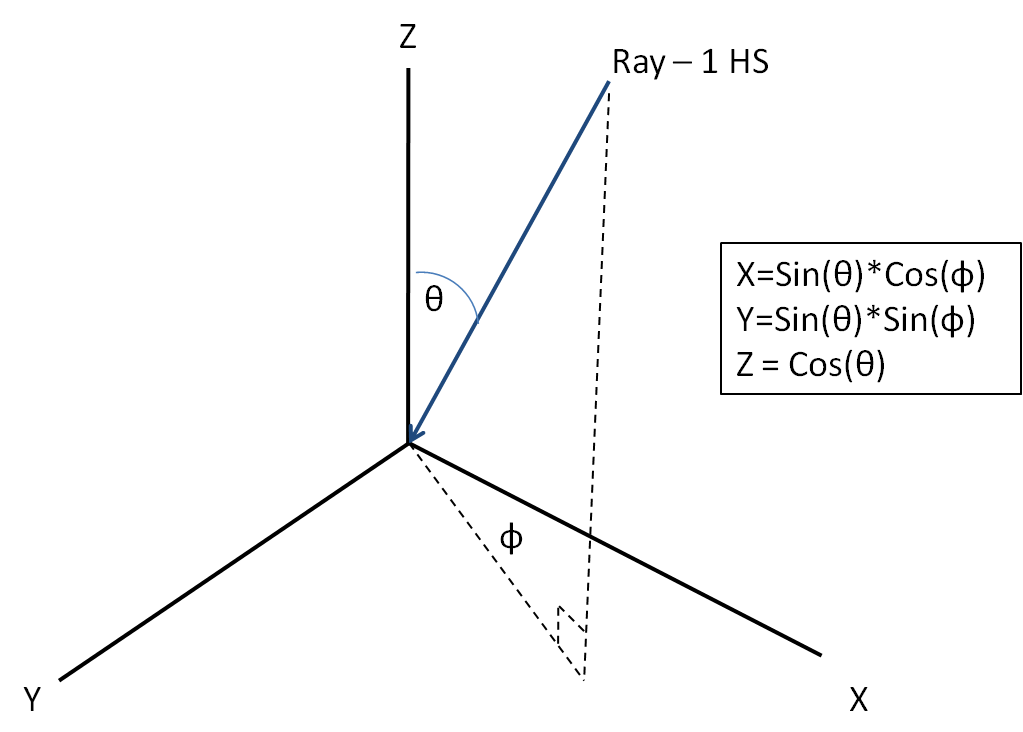 Z
Ray – 1 HS
θ
X=Sin(θ)*Cos(ϕ)
Y=Sin(θ)*Sin(ϕ)
Z = Cos(θ)
ϕ
Y
X